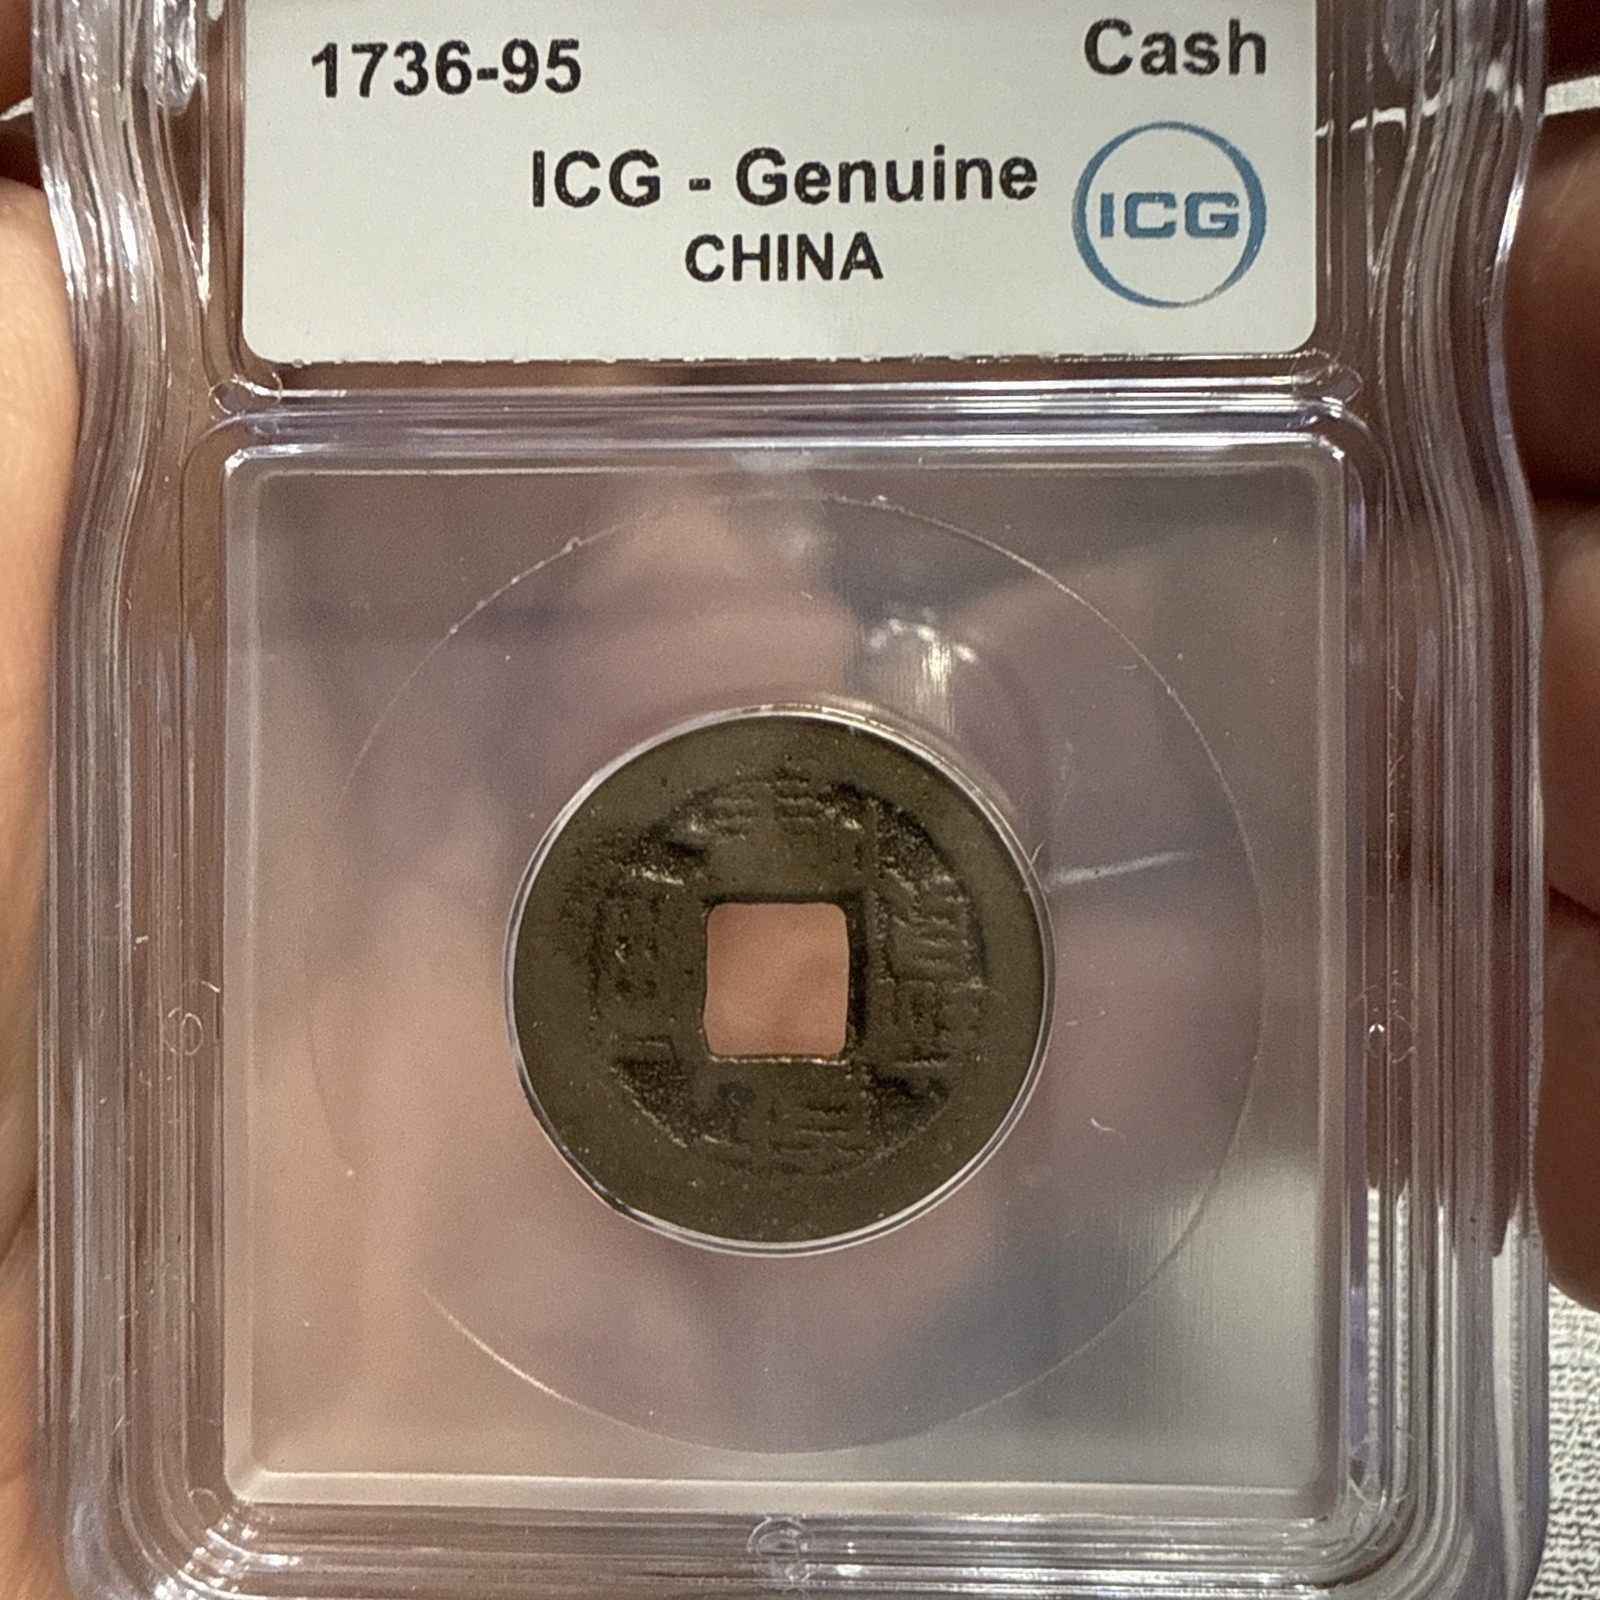 1736-95 Cash
ICG - Genuine
ICG
CHINA